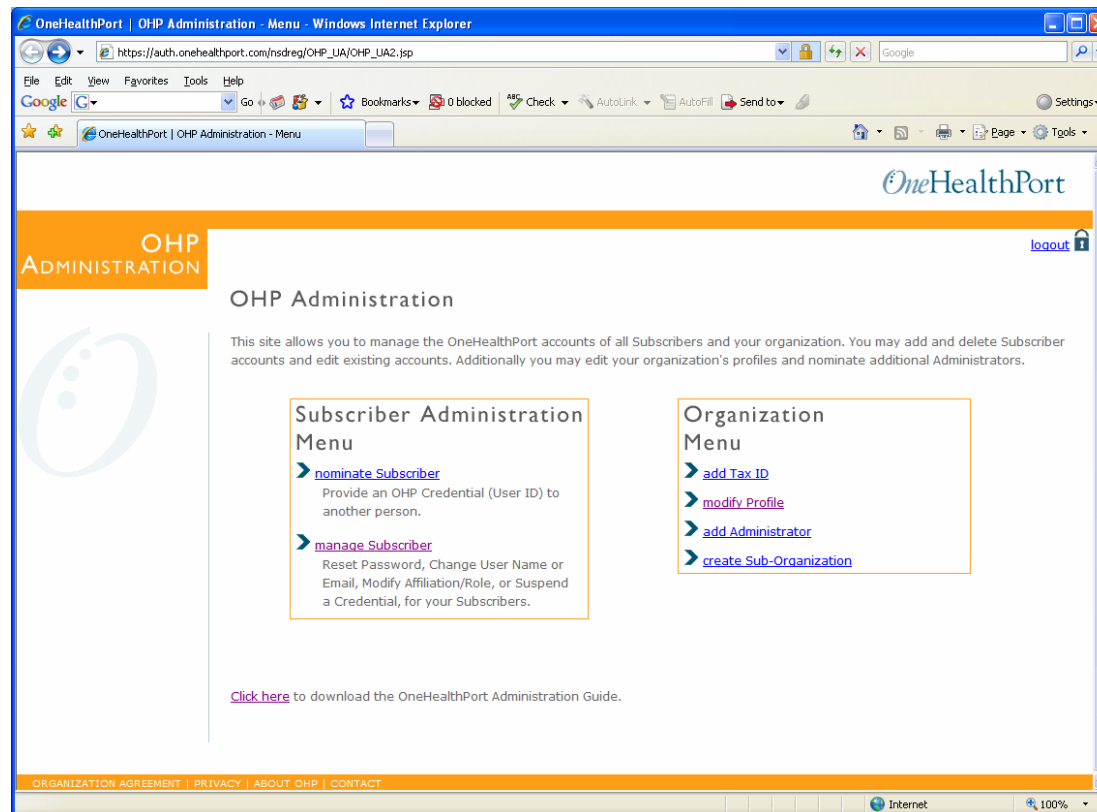 OneHealthPort | OHP Administration - Menu - Windows Internet Explorer
https://auth.onehealthport.com/nsdreg/OHP_UA/OHP_UA2.jsp
Google
File Edit View Favorites Tools Help
Google G Go Bookmarks 0 blocked ABC Check AutoLink AutoFill Send to Settings
OneHealthPort | OHP Administration - Menu
Page Tools
OneHealthPort
OHP
ADMINISTRATION
logout
OHP Administration
This site allows you to manage the OneHealthPort accounts of all Subscribers and your organization. You may add and delete Subscriber
accounts and edit existing accounts. Additionally you may edit your organization's profiles and nominate additional Administrators.
Subscriber Administration
Menu
nominate Subscriber
Provide an OHP Credential (User ID) to
another person.
manage Subscriber
Reset Password, Change User Name or
Email, Modify Affiliation/Role, or Suspend
a Credential, for your Subscribers.
Organization
Menu
add Tax ID
modify Profile
add Administrator
create Sub-Organization
Click here to download the OneHealthPort Administration Guide.
ORGANIZATION AGREEMENT | PRIVACY | ABOUT OHP | CONTACT
Internet 100%